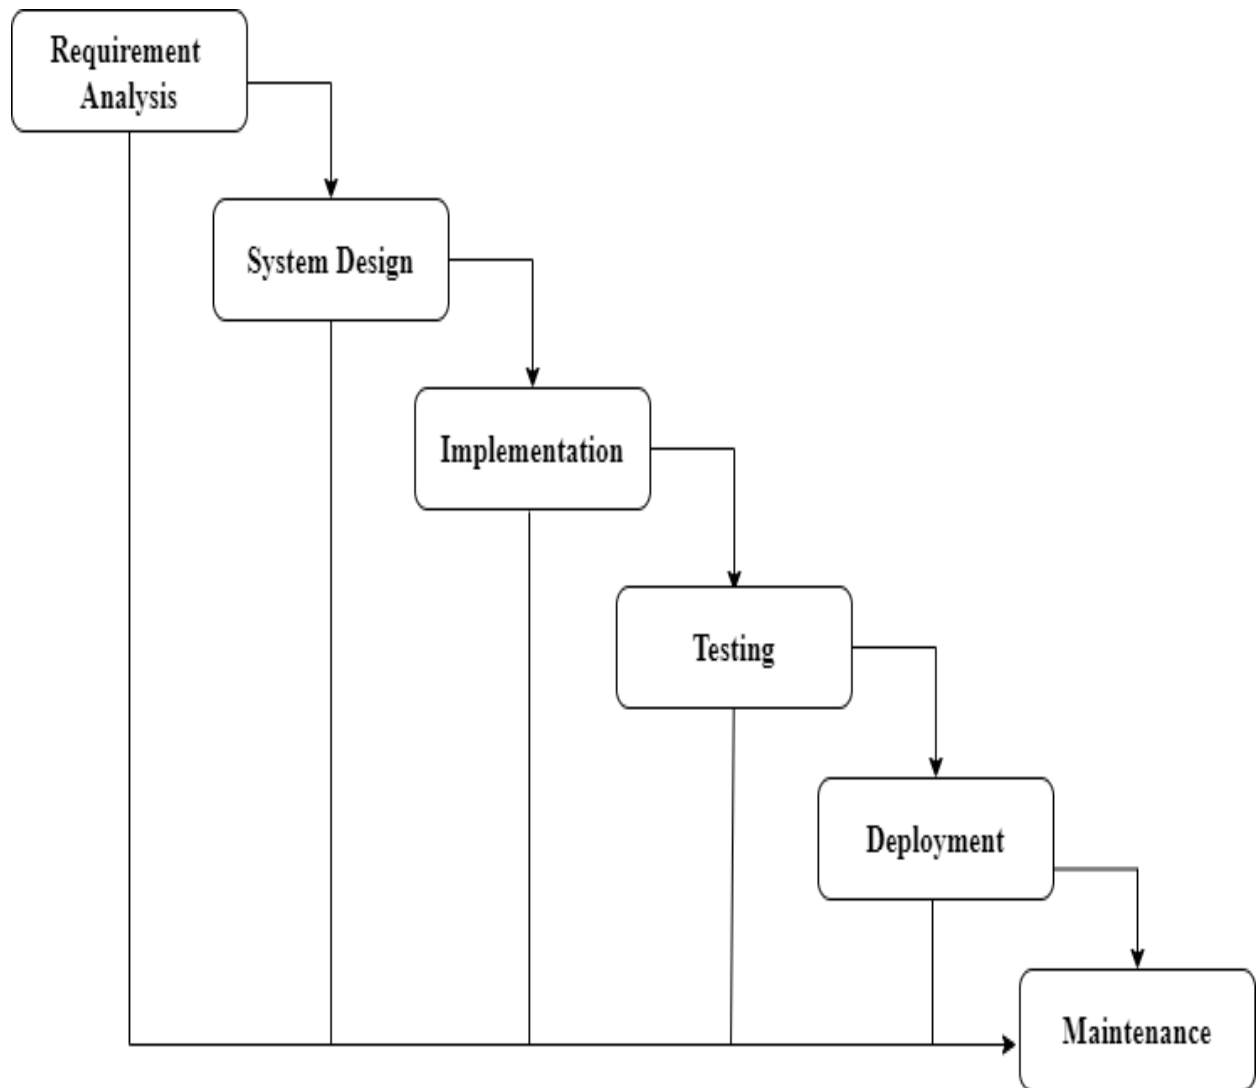 Requirement
Analysis
System Design
Implementation
Testing
Deployment
Maintenance